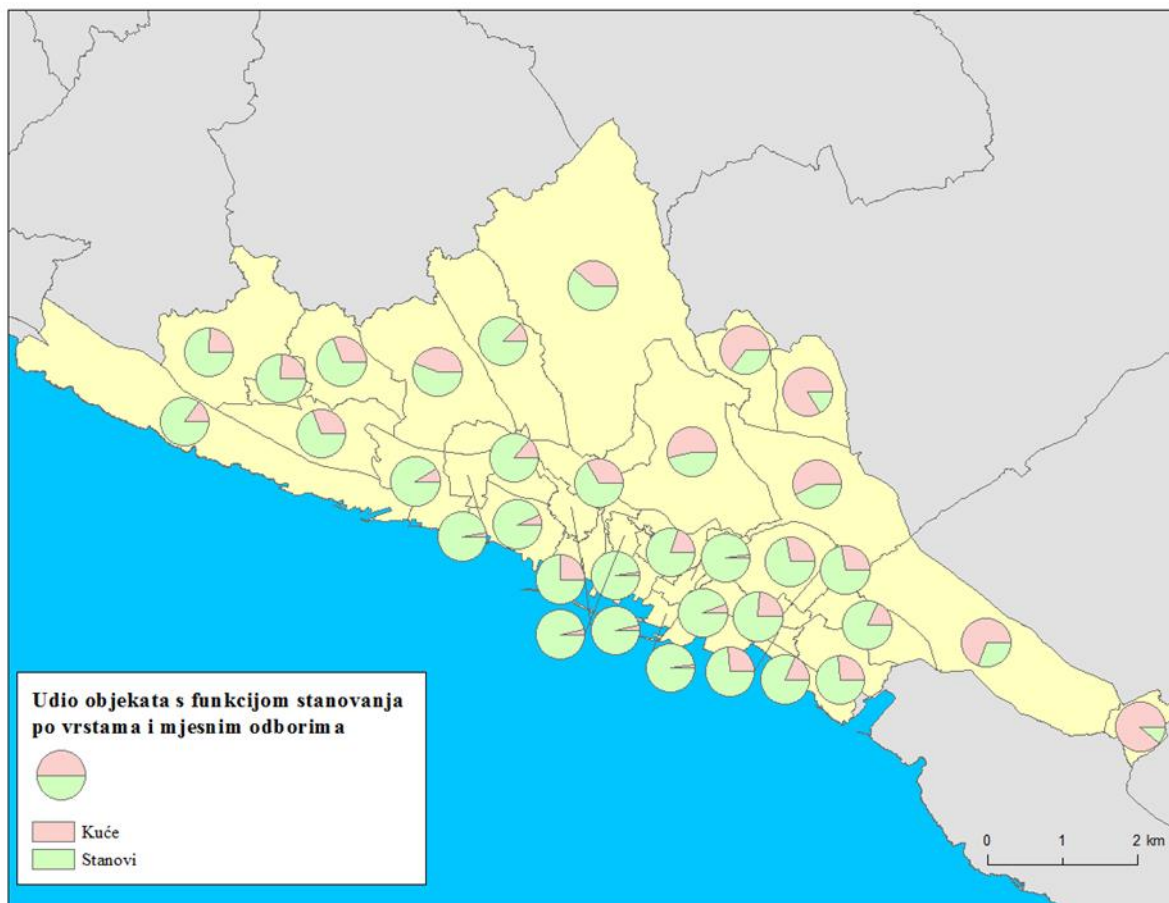 Udio objekata s funkcijom stanovanja
po vrstama i mjesnim odborima
Kuće
Stanovi
0 1 2 km